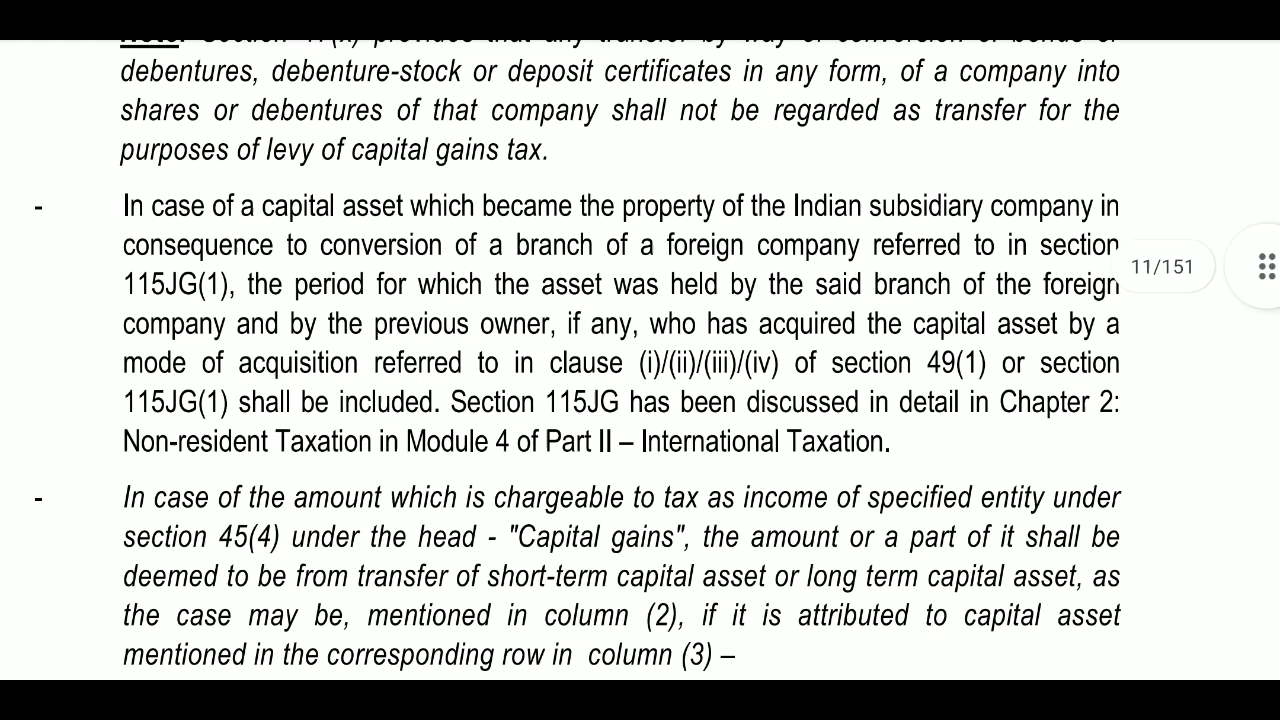 debentures, debenture-stock or deposit certificates in any form, of a company into
shares or debentures of that company shall not be regarded as transfer for the
purposes of levy of capital gains tax.
- In case of a capital asset which became the property of the Indian subsidiary company in
consequence to conversion of a branch of a foreign company referred to in section
115JG(1), the period for which the asset was held by the said branch of the foreign
company and by the previous owner, if any, who has acquired the capital asset by a
mode of acquisition referred to in clause (i)/(ii)/(iii)/(iv) of section 49(1) or section
115JG(1) shall be included. Section 115JG has been discussed in detail in Chapter 2:
Non-resident Taxation in Module 4 of Part II – International Taxation.
11/151
- In case of the amount which is chargeable to tax as income of specified entity under
section 45(4) under the head - "Capital gains", the amount or a part of it shall be
deemed to be from transfer of short-term capital asset or long term capital asset, as
the case may be, mentioned in column (2), if it is attributed to capital asset
mentioned in the corresponding row in column (3) –